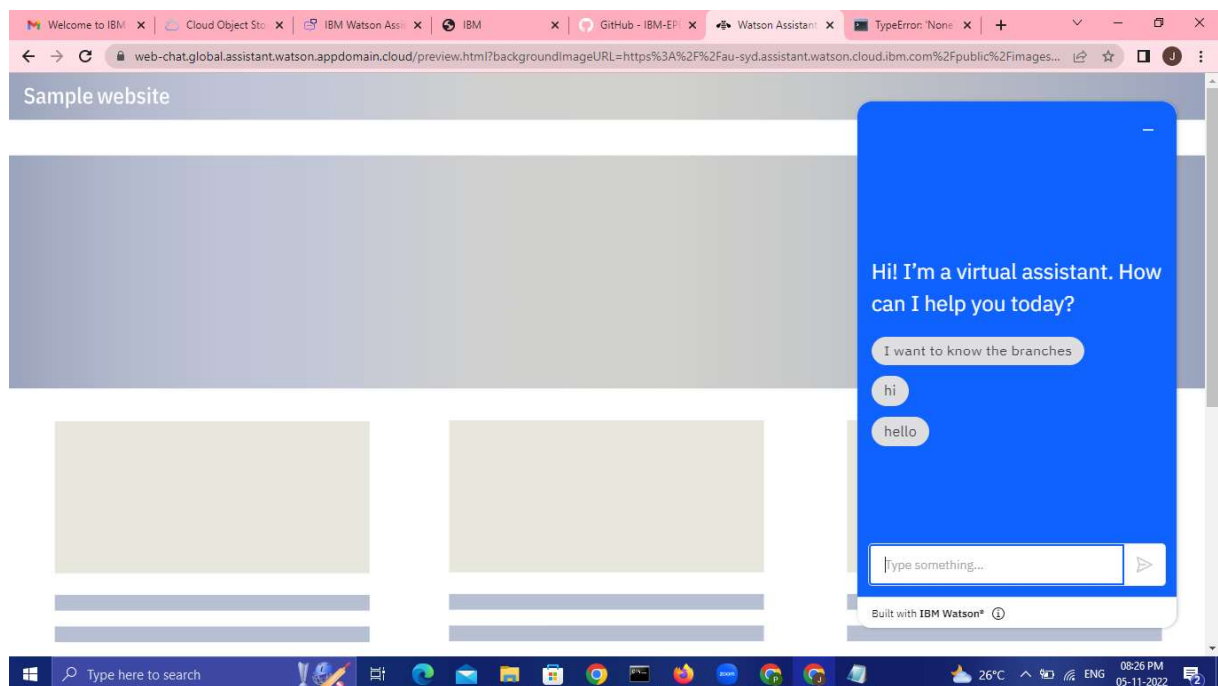 Welcome to IBM
Cloud Object Sto
IBM Watson Assis
IBM
GitHub - IBM-EP
Watson Assistant
TypeError: 'None
web-chat.global.assistant.watson.appdomain.cloud/preview.html?backgroundImageURL=https%3A%2F%2Fau-syd.assistant.watson.cloud.ibm.com%2Fpublic%2Fimages...
J
Sample website
Hi! I'm a virtual assistant. How
can I help you today?
I want to know the branches
hi
hello
Type something...
Built with IBM Watson®
Type here to search
zoom
26°C
ENG
08:26 PM
05-11-2022
2